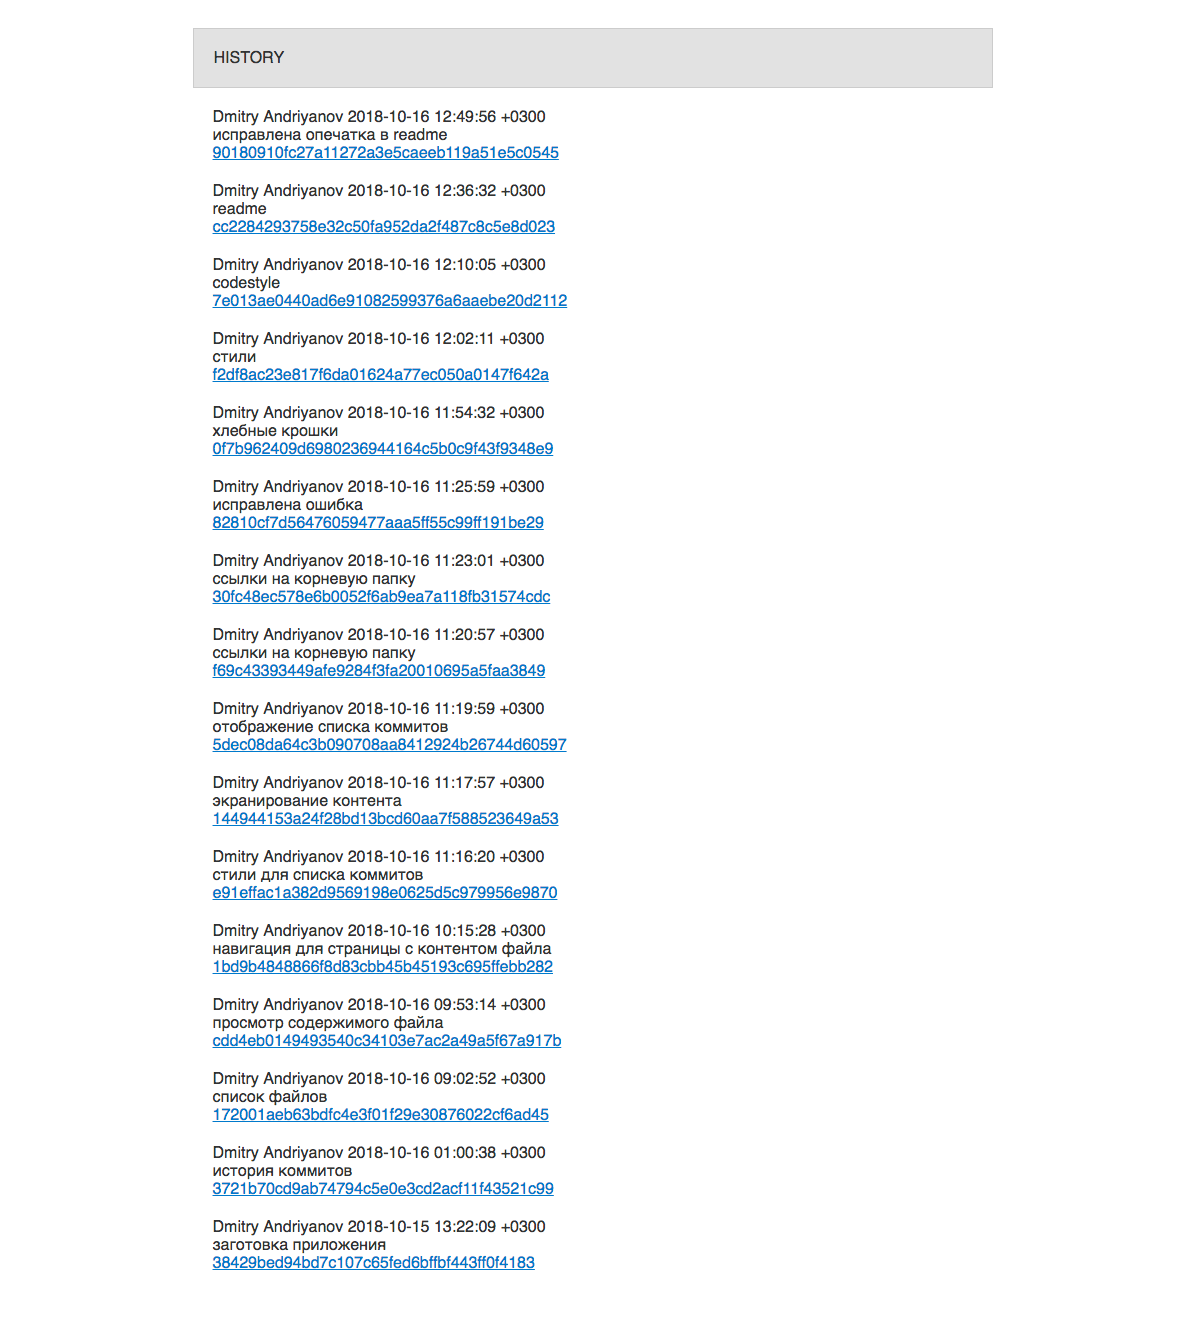 HISTORY
Dmitry Andriyanov 2018-10-16 12:49:56 +0300
исправлена опечатка в readme
90180910fc27a11272a3e5caeeb119a51e5c0545
Dmitry Andriyanov 2018-10-16 12:36:32 +0300
readme
cc2284293758e32c50fa952da2f487c8c5e8d023
Dmitry Andriyanov 2018-10-16 12:10:05 +0300
codestyle
7e013ae0440ad6e91082599376a6aaebe20d2112
Dmitry Andriyanov 2018-10-16 12:02:11 +0300
стили
f2df8ac23e817f6da01624a77ec050a0147f642a
Dmitry Andriyanov 2018-10-16 11:54:32 +0300
хлебные крошки
0f7b962409d6980236944164c5b0c9f43f9348e9
Dmitry Andriyanov 2018-10-16 11:25:59 +0300
исправлена ошибка
82810cf7d56476059477aaa5ff55c99ff191be29
Dmitry Andriyanov 2018-10-16 11:23:01 +0300
ссылки на корневую папку
30fc48ec578e6b0052f6ab9ea7a118fb31574cdc
Dmitry Andriyanov 2018-10-16 11:20:57 +0300
ссылки на корневую папку
f69c43393449afe9284f3fa20010695a5faa3849
Dmitry Andriyanov 2018-10-16 11:19:59 +0300
отображение списка коммитов
5dec08da64c3b090708aa8412924b26744d60597
Dmitry Andriyanov 2018-10-16 11:17:57 +0300
экранирование контента
144944153a24f28bd13bcd60aa7f588523649a53
Dmitry Andriyanov 2018-10-16 11:16:20 +0300
стили для списка коммитов
e91effac1a382d9569198e0625d5c979956e9870
Dmitry Andriyanov 2018-10-16 10:15:28 +0300
навигация для страницы с контентом файла
1bd9b4848866f8d83cbb45b45193c695ffebb282
Dmitry Andriyanov 2018-10-16 09:53:14 +0300
просмотр содержимого файла
cdd4eb0149493540c34103e7ac2a49a5f67a917b
Dmitry Andriyanov 2018-10-16 09:02:52 +0300
список файлов
172001aeb63bdfc4e3f01f29e30876022cf6ad45
Dmitry Andriyanov 2018-10-16 01:00:38 +0300
история коммитов
3721b70cd9ab74794c5e0e3cd2acf11f43521c99
Dmitry Andriyanov 2018-10-15 13:22:09 +0300
заготовка приложения
38429bed94bd7c107c65fed6bffbf443ff0f4183